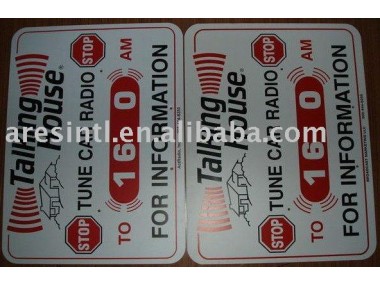 Talking
House
STOP
TUNE CAR RADIO
STOP
TO
16
0
AM
FOR INFORMATION
Talking
House
STOP
TUNE CAR RADIO
STOP
TO
16
0
AM
FOR INFORMATION
aresintl.en.alibaba.com